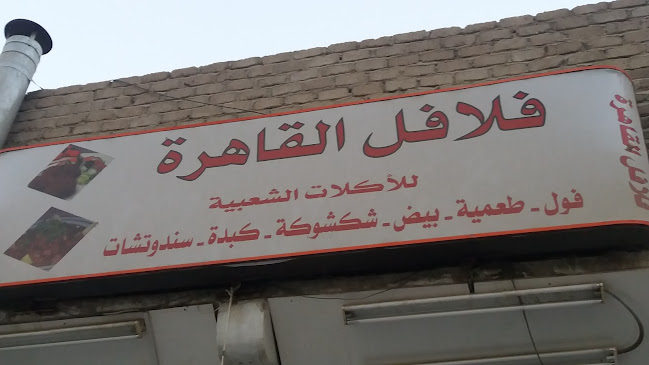 فلافل القاهرة
للأكلات الشعبية
فول - طعمية - بيض - شكشوكة - كبدة - سندوتشات
فلافل القاهرة